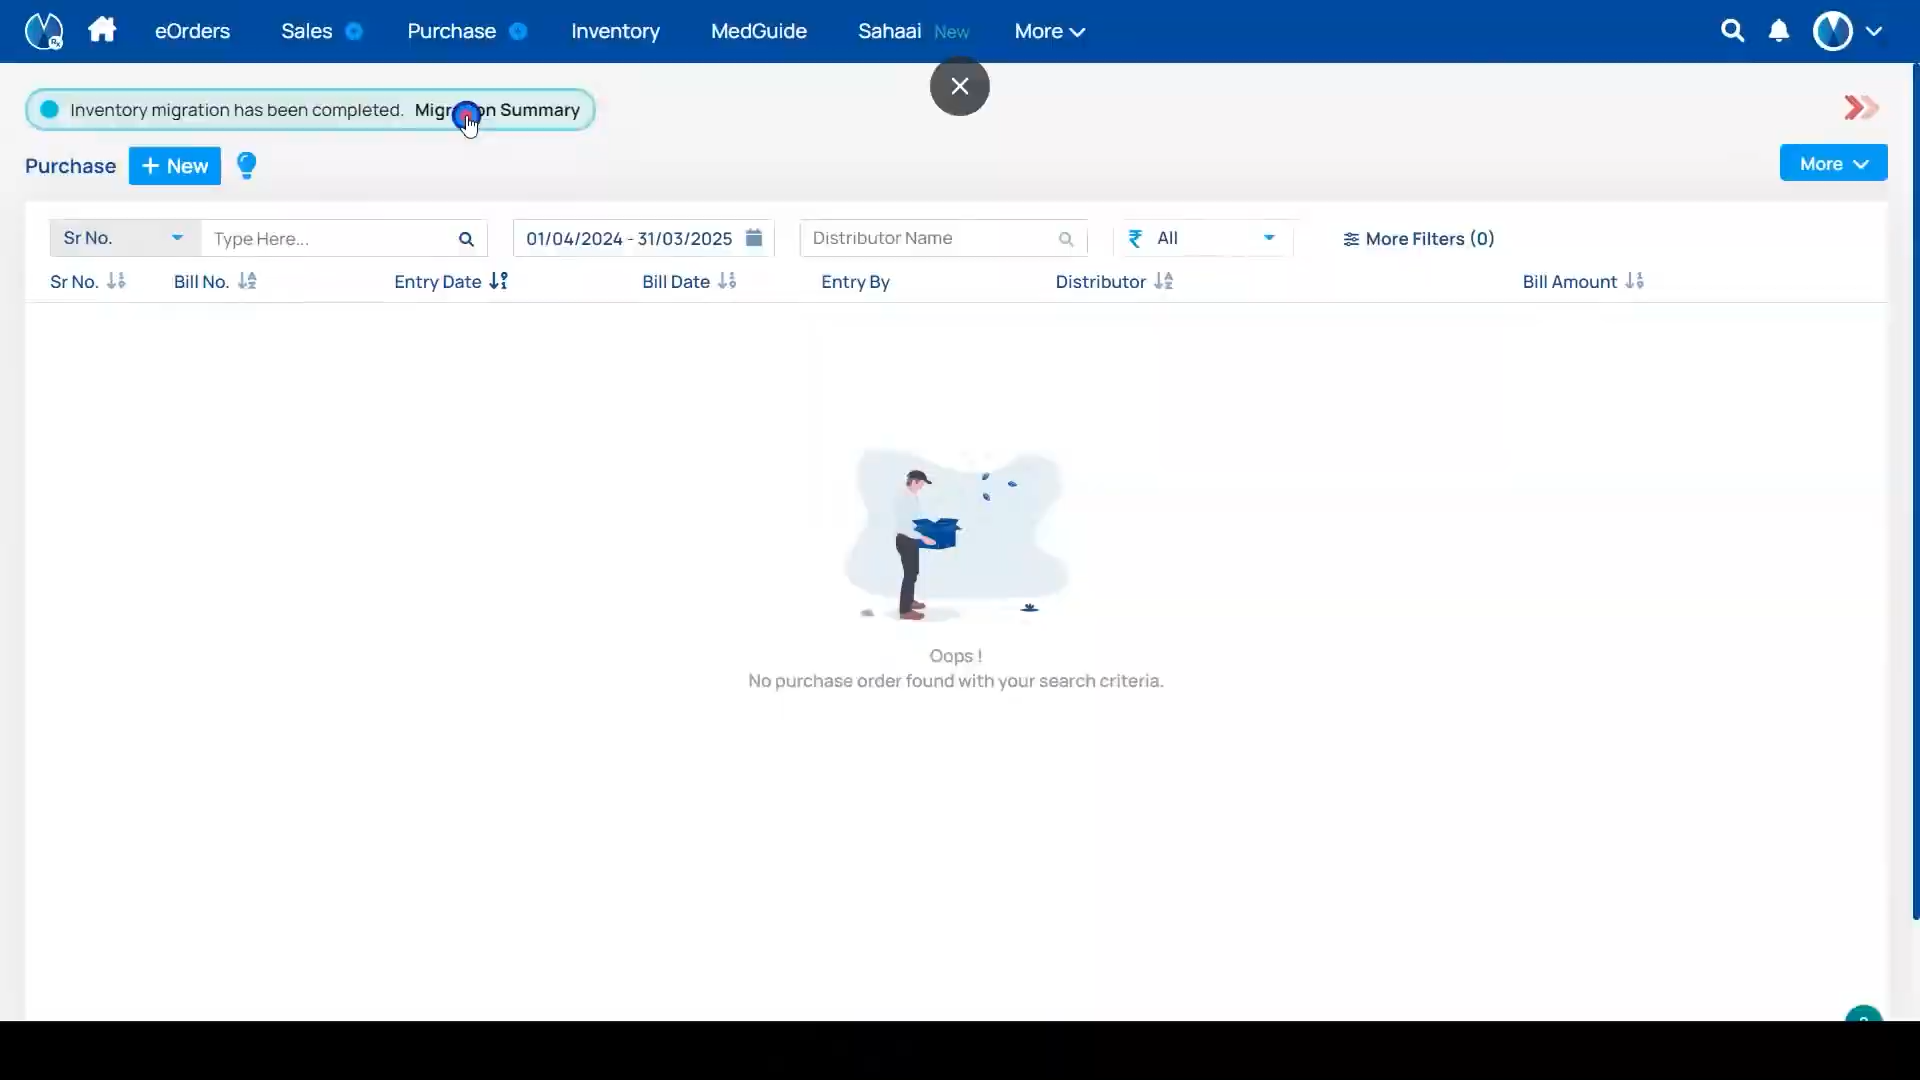 eOrders Sales Purchase Inventory MedGuide Sahaai New More
Inventory migration has been completed. Migration Summary
Purchase + New More
Sr No. Type Here... 01/04/2024 - 31/03/2025 Distributor Name ₹ All More Filters (0)
Sr No. Bill No. Entry Date Bill Date Entry By Distributor Bill Amount
Oops !
No purchase order found with your search criteria.